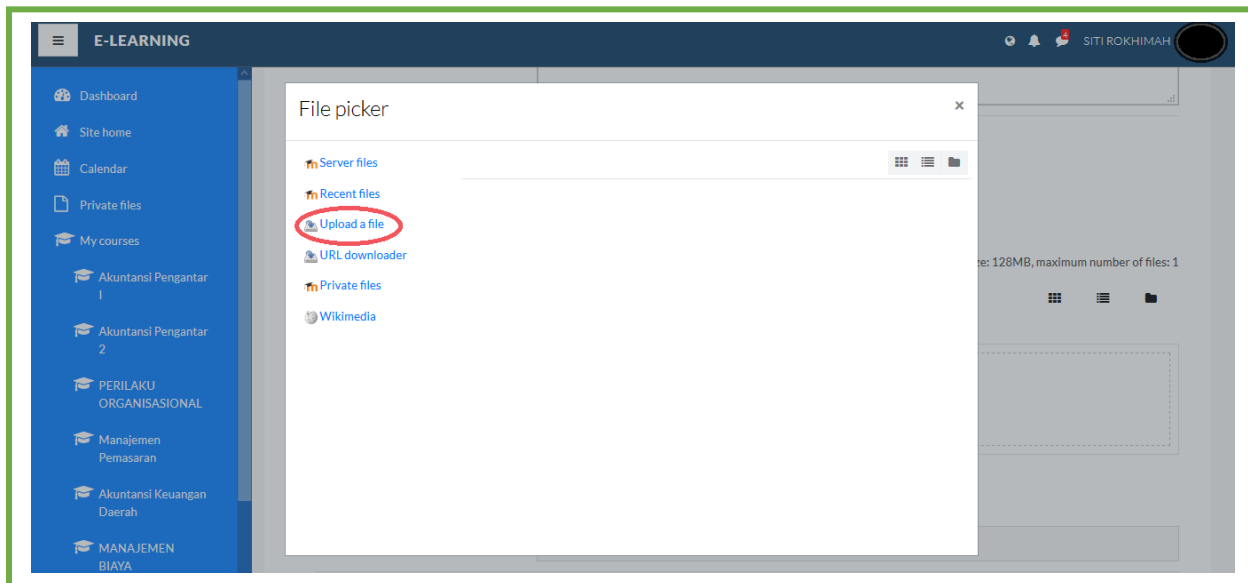 E-LEARNING
4
SITI ROKHIMAH
Dashboard
Site home
Calendar
Private files
My courses
Akuntansi Pengantar
I
Akuntansi Pengantar
2
PERILAKU
ORGANISASIONAL
Manajemen
Pemasaran
Akuntansi Keuangan
Daerah
MANAJEMEN
BIAYA
File picker
×
Server files
Recent files
Upload a file
URL downloader
Private files
Wikimedia
ze: 128MB, maximum number of files: 1